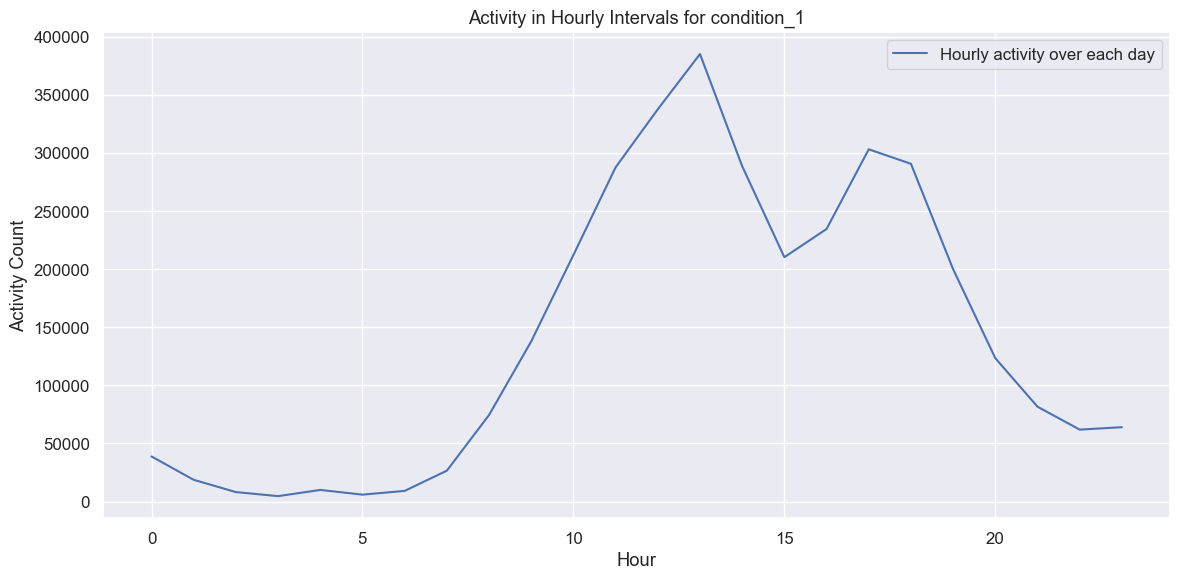 Activity in Hourly Intervals for condition_1
Hourly activity over each day
Activity Count
400000
350000
300000
250000
200000
150000
100000
50000
0
0 5 10 15 20
Hour